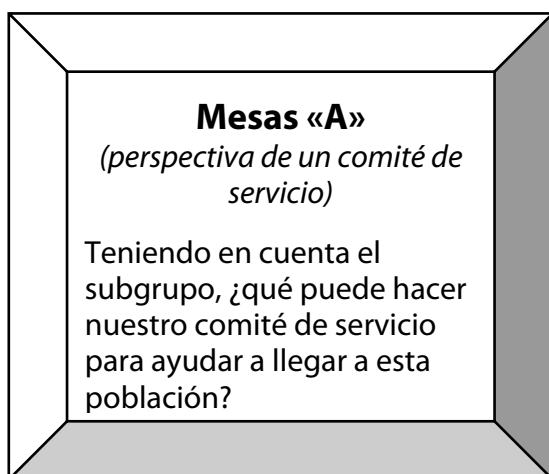 Mesas «A»
(perspectiva de un comité de
servicio)
Teniendo en cuenta el
subgrupo, ¿qué puede hacer
nuestro comité de servicio
para ayudar a llegar a esta
población?